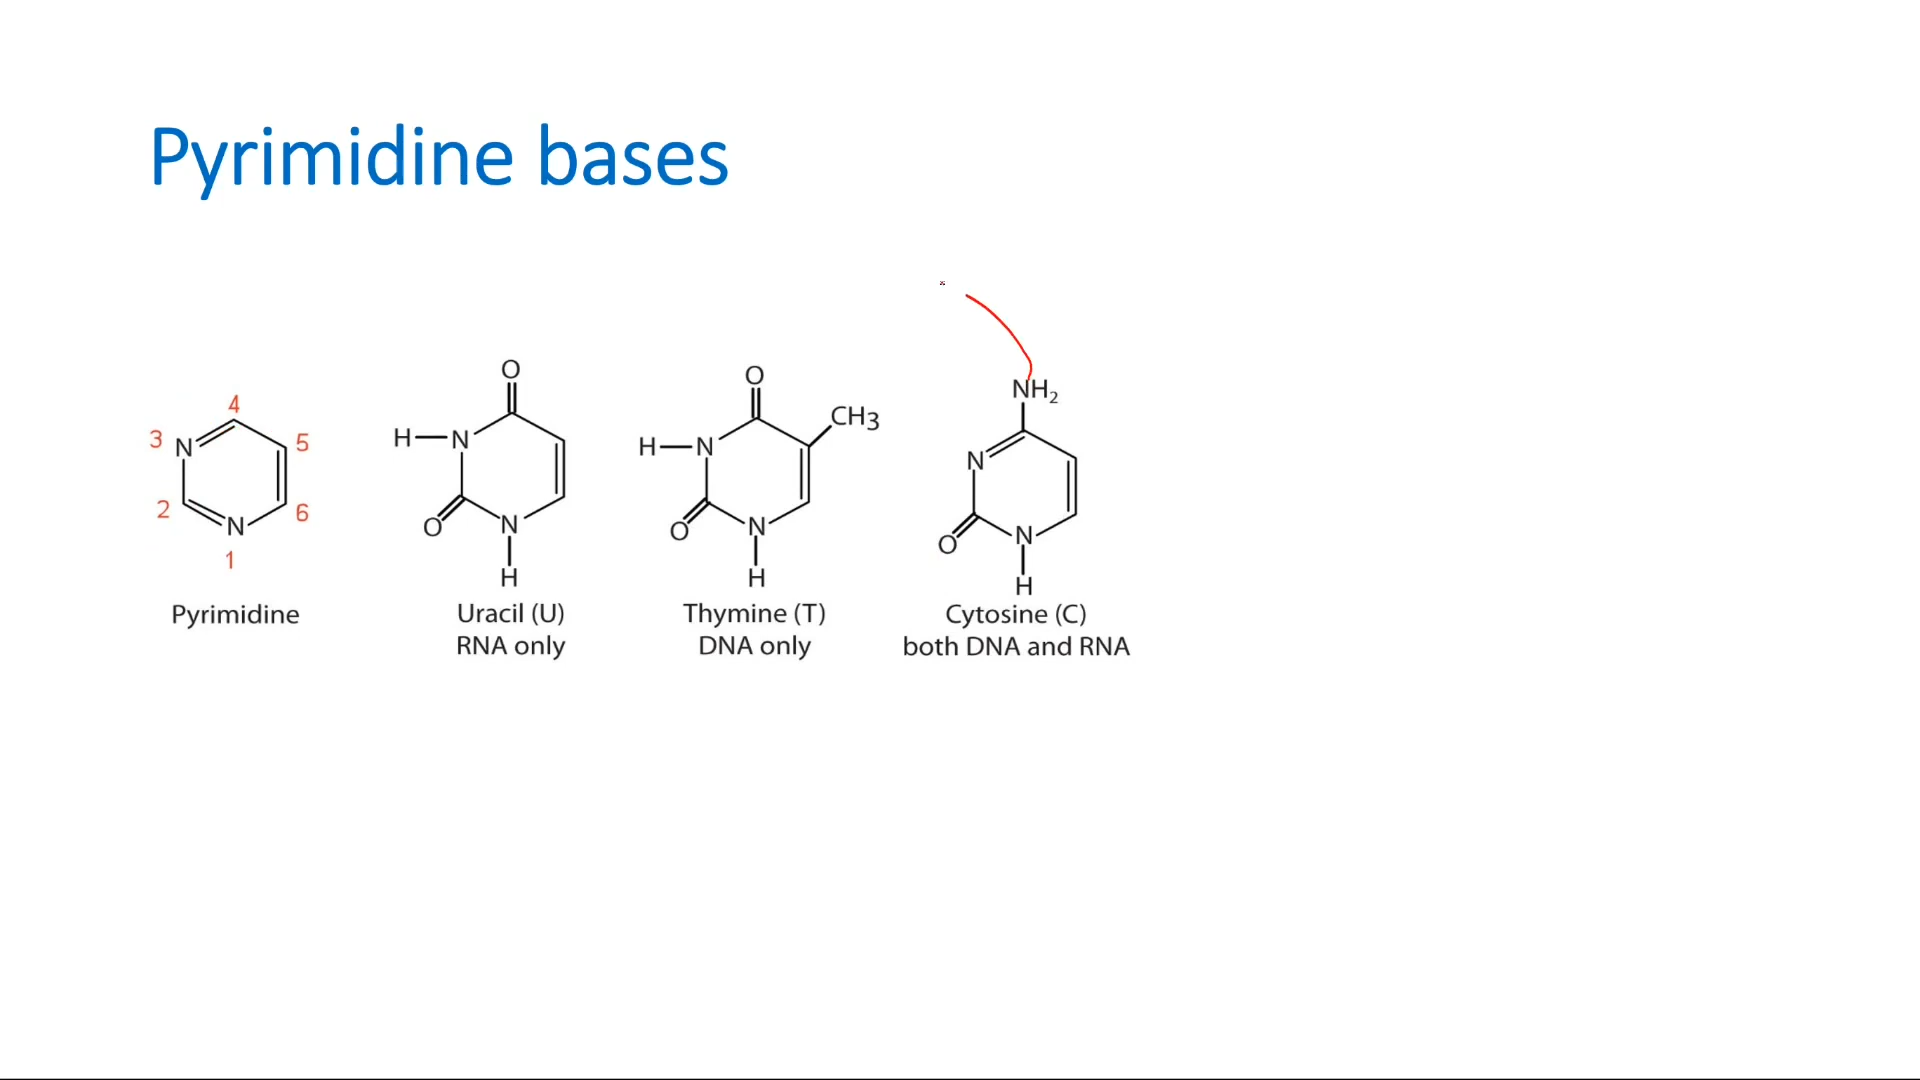 Pyrimidine bases
4
3 N 5
2 N 6
1
Pyrimidine
O
H N
O N
H
Uracil (U)
RNA only
O
CH3
H N
O N
H
Thymine (T)
DNA only
NH₂
N
O N
H
Cytosine (C)
both DNA and RNA